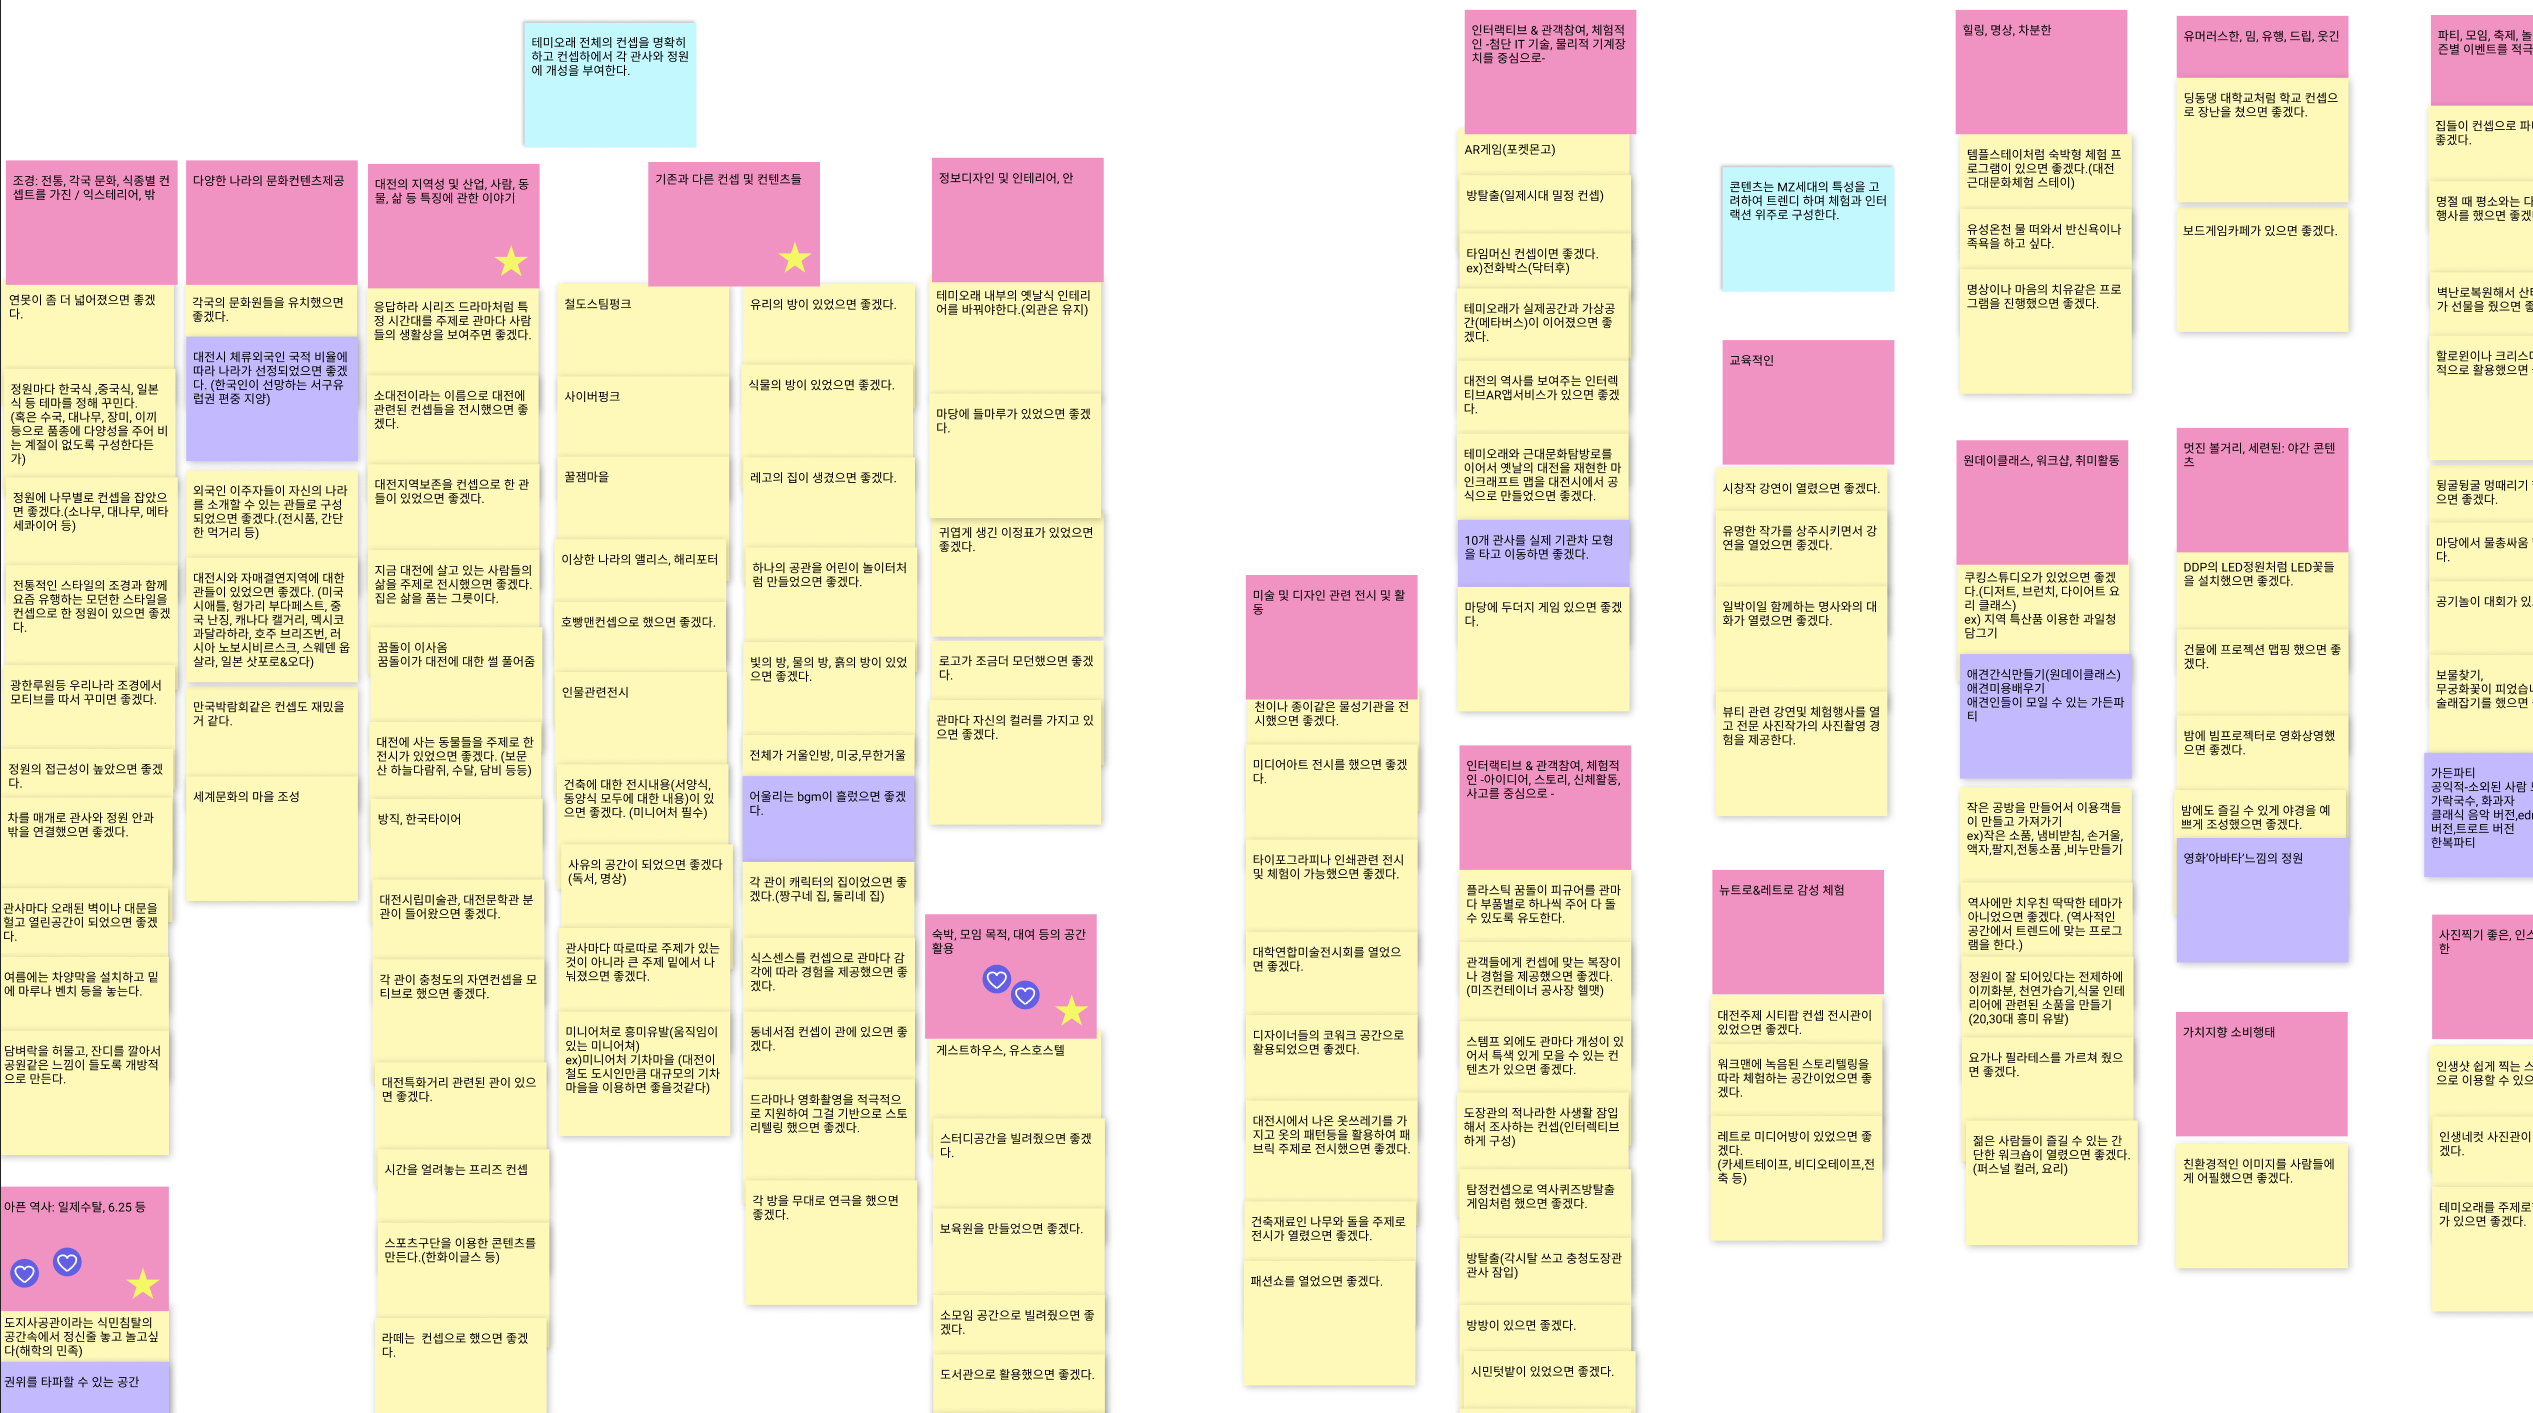 테미오래 전체의 컨셉을 명확히
하고 컨셉하에서 각 관사와 정원
에 개성을 부여한다.
조경: 전통, 각국 문화, 식종별 컨
셉트를 가진 / 익스테리어, 밖
연못이 좀 더 넓어졌으면 좋겠
다.
정원마다 한국식 ,중국식, 일본
식 등 테마를 정해 꾸민다.
(혹은 수국, 대나무, 장미, 이끼
등으로 품종에 다양성을 주어 비
는 계절이 없도록 구성한다든
가)
정원에 나무별로 컨셉을 잡았으
면 좋겠다.(소나무, 대나무, 메타
세콰이어 등)
전통적인 스타일의 조경과 함께
요즘 유행하는 모던한 스타일을
컨셉으로 한 정원이 있으면 좋겠
다.
광한루원등 우리나라 조경에서
모티브를 따서 꾸미면 좋겠다.
정원의 접근성이 높았으면 좋겠
다.
차를 매개로 관사와 정원 안과
밖을 연결했으면 좋겠다.
관사마다 오래된 벽이나 대문을
헐고 열린공간이 되었으면 좋겠
다.
여름에는 차양막을 설치하고 밑
에 마루나 벤치 등을 놓는다.
담벼락을 허물고, 잔디를 깔아서
공원같은 느낌이 들도록 개방적
으로 만든다.
아픈 역사: 일제수탈, 6.25 등
도지사공관이라는 식민침탈의
공간속에서 정신줄 놓고 놀고싶
다(해학의 민족)
권위를 타파할 수 있는 공간
다양한 나라의 문화컨텐츠제공
각국의 문화원들을 유치했으면
좋겠다.
대전시 체류외국인 국적 비율에
따라 나라가 선정되었으면 좋겠
다. (한국인이 선망하는 서구유
럽권 편중 지양)
외국인 이주자들이 자신의 나라
를 소개할 수 있는 관들로 구성
되었으면 좋겠다.(전시품, 간단
한 먹거리 등)
대전시와 자매결연지역에 대한
관들이 있었으면 좋겠다. (미국
시애틀, 헝가리 부다페스트, 중
국 난징, 캐나다 캘거리, 멕시코
과달라하라, 호주 브리즈번, 러
시아 노보시비르스크, 스웨덴 웁
살라, 일본 삿포로&오다)
만국박람회같은 컨셉도 재밌을
거 같다.
세계문화의 마을 조성
대전의 지역성 및 산업, 사람, 동
물, 삶 등 특징에 관한 이야기
응답하라 시리즈 드라마처럼 특
정 시간대를 주제로 관마다 사람
들의 생활상을 보여주면 좋겠다.
소대전이라는 이름으로 대전에
관련된 컨셉들을 전시했으면 좋
겠다.
대전지역보존을 컨셉으로 한 관
들이 있었으면 좋겠다.
지금 대전에 살고 있는 사람들의
삶을 주제로 전시했으면 좋겠다.
집은 삶을 품는 그릇이다.
꿈돌이 이사옴
꿈돌이가 대전에 대한 썰 풀어줌
대전에 사는 동물들을 주제로 한
전시가 있었으면 좋겠다. (보문
산 하늘다람쥐, 수달, 담비 등등)
방직, 한국타이어
대전시립미술관, 대전문학관 분
관이 들어왔으면 좋겠다.
각 관이 충청도의 자연컨셉을 모
티브로 했으면 좋겠다.
대전특화거리 관련된 관이 있으
면 좋겠다.
시간을 얼려놓는 프리즈 컨셉
스포츠구단을 이용한 콘텐츠를
만든다.(한화이글스 등)
라떼는  컨셉으로 했으면 좋겠
다.
기존과 다른 컨셉 및 컨텐츠들
철도스팀펑크
사이버펑크
꿀잼마을
이상한 나라의 앨리스, 해리포터
호빵맨컨셉으로 했으면 좋겠다.
인물관련전시
건축에 대한 전시내용(서양식,
동양식 모두에 대한 내용)이 있
으면 좋겠다. (미니어처 필수)
사유의 공간이 되었으면 좋겠다
(독서, 명상)
관사마다 따로따로 주제가 있는
것이 아니라 큰 주제 밑에서 나
눠졌으면 좋겠다.
미니어처로 흥미유발(움직임이
있는 미니어쳐)
ex)미니어처 기차마을 (대전이
철도 도시인만큼 대규모의 기차
마을을 이용하면 좋을것같다)
유리의 방이 있었으면 좋겠다.
식물의 방이 있었으면 좋겠다.
레고의 집이 생겼으면 좋겠다.
하나의 공간을 어린이 놀이터처
럼 만들었으면 좋겠다.
빛의 방, 물의 방, 흙의 방이 있었
으면 좋겠다.
전체가 거울인방, 미궁,무한거울
어울리는 bgm이 흘렀으면 좋겠
다.
각 관이 캐릭터의 집이었으면 좋
겠다.(짱구네 집, 둘리네 집)
식스센스를 컨셉으로 관마다 감
각에 따라 경험을 제공했으면 좋
겠다.
동네서점 컨셉이 관에 있으면 좋
겠다.
드라마나 영화촬영을 적극적으
로 지원하여 그걸 기반으로 스토
리텔링 했으면 좋겠다.
각 방을 무대로 연극을 했으면
좋겠다.
정보디자인 및 인테리어, 안
테미오래 내부의 옛날식 인테리
어를 바꿔야한다.(외관은 유지)
마당에 들마루가 있었으면 좋겠
다.
귀엽게 생긴 이정표가 있었으면
좋겠다.
로고가 조금더 모던했으면 좋겠
다.
관마다 자신의 컬러를 가지고 있
으면 좋겠다.
숙박, 모임 목적, 대여 등의 공간
활용
게스트하우스, 유스호스텔
스터디공간을 빌려줬으면 좋겠
다.
보육원을 만들었으면 좋겠다.
소모임 공간으로 빌려줬으면 좋
겠다.
도서관으로 활용했으면 좋겠다.
미술 및 디자인 관련 전시 및 활
동
천이나 종이같은 물성기관을 전
시했으면 좋겠다.
미디어아트 전시를 했으면 좋겠
다.
타이포그라피나 인쇄관련 전시
및 체험이 가능했으면 좋겠다.
대학연합미술전시회를 열었으
면 좋겠다.
디자이너들의 코워크 공간으로
활용되었으면 좋겠다.
대전시에서 나온 옷쓰레기를 가
지고 옷의 패턴등을 활용하여 패
브릭 주제로 전시했으면 좋겠다.
건축재료인 나무와 돌을 주제로
전시가 열렸으면 좋겠다.
패션쇼를 열었으면 좋겠다.
인터랙티브 & 관객참여, 체험적
인 -첨단 IT 기술, 물리적 기계장
치를 중심으로-
AR게임(포켓몬고)
방탈출(일제시대 밀정 컨셉)
타임머신 컨셉이면 좋겠다.
ex)전화박스(닥터후)
테미오래가 실제공간과 가상공
간(메타버스)이 이어졌으면 좋
겠다.
대전의 역사를 보여주는 인터렉
티브AR앱서비스가 있으면 좋겠
다.
테미오래와 근대문화탐방로를
이어서 옛날의 대전을 재현한 마
인크래프트 맵을 대전시에서 공
식으로 만들었으면 좋겠다.
10개 관사를 실제 기관차 모형
을 타고 이동하면 좋겠다.
마당에 두더지 게임 있으면 좋겠
다.
인터랙티브 & 관객참여, 체험적
인 -아이디어, 스토리, 신체활동,
사고를 중심으로 -
플라스틱 꿈돌이 피규어를 관마
다 부품별로 하나씩 주어 다 돌
수 있도록 유도한다.
관객들에게 컨셉에 맞는 복장이
나 경험을 제공했으면 좋겠다.
(미즈컨테이너 공사장 헬맷)
스템프 외에도 관마다 개성이 있
어서 특색 있게 모을 수 있는 컨
텐츠가 있으면 좋겠다.
도장관의 적나라한 사생활 잠입
해서 조사하는 컨셉(인터렉티브
하게 구성)
탐정컨셉으로 역사퀴즈방탈출
게임처럼 했으면 좋겠다.
방탈출(각시탈 쓰고 충청도장관
관사 잠입)
방방이 있으면 좋겠다.
시민텃밭이 있었으면 좋겠다.
콘텐츠는 MZ세대의 특성을 고
려하여 트렌디 하며 체험과 인터
랙션 위주로 구성한다.
교육적인
시창작 강연이 열렸으면 좋겠다.
유명한 작가를 상주시키면서 강
연을 열었으면 좋겠다.
일박이일 함께하는 명사와의 대
화가 열렸으면 좋겠다.
뷰티 관련 강연및 체험행사를 열
고 전문 사진작가의 사진촬영 경
험을 제공한다.
뉴트로&레트로 감성 체험
대전주제 시티팝 컨셉 전시관이
있었으면 좋겠다.
워크맨에 녹음된 스토리텔링을
따라 체험하는 공간이었으면 좋
겠다.
레트로 미디어방이 있었으면 좋
겠다.
(카세트테이프, 비디오테이프,전
축 등)
힐링, 명상, 차분한
템플스테이처럼 숙박형 체험 프
로그램이 있으면 좋겠다.(대전
근대문화체험 스테이)
유성온천 물 떠와서 반신욕이나
족욕을 하고 싶다.
명상이나 마음의 치유같은 프로
그램을 진행했으면 좋겠다.
원데이클래스, 워크샵, 취미활동
쿠킹스튜디오가 있었으면 좋겠
다.(디저트, 브런치, 다이어트 요
리 클래스)
ex) 지역 특산품 이용한 과일청
담그기
애견간식만들기(원데이클래스)
애견미용배우기
애견인들이 모일 수 있는 가든파
티
작은 공방을 만들어서 이용객들
이 만들고 가져가기
ex)작은 소품, 냄비받침, 손거울,
액자,팔지,전통소품 ,비누만들기
역사에만 치우친 딱딱한 테마가
아니었으면 좋겠다. (역사적인
공간에서 트렌드에 맞는 프로그
램을 한다.)
정원이 잘 되어있다는 전제하에
이끼화분, 천연가습기,식물 인테
리어에 관련된 소품을 만들기
(20,30대 흥미 유발)
요가나 필라테스를 가르쳐 줬으
면 좋겠다.
젊은 사람들이 즐길 수 있는 간
단한 워크숍이 열렸으면 좋겠다.
(퍼스널 컬러, 요리)
유머러스한, 밈, 유행, 드립, 웃긴
딩동댕 대학교처럼 학교 컨셉으
로 장난을 쳤으면 좋겠다.
보드게임카페가 있으면 좋겠다.
멋진 볼거리, 세련된: 야간 콘텐
츠
DDP의 LED정원처럼 LED꽃들
을 설치했으면 좋겠다.
건물에 프로젝션 맵핑 했으면 좋
겠다.
밤에 빔프로젝터로 영화상영했
으면 좋겠다.
밤에도 즐길 수 있게 야경을 예
쁘게 조성했으면 좋겠다.
영화'아바타'느낌의 정원
가치지향 소비행태
친환경적인 이미지를 사람들에
게 어필했으면 좋겠다.
파티, 모임, 축제, 놀
즌별 이벤트를 적극
집들이 컨셉으로 파
좋겠다.
명절 때 평소와는 다
행사를 했으면 좋겠
벽난로복원해서 산
가 선물을 줬으면 좋
할로윈이나 크리스
적으로 활용했으면
뒹굴뒹굴 멍때리기
으면 좋겠다.
마당에서 물총싸움
다.
공기놀이 대회가 있
보물찾기,
무궁화꽃이 피었습
술래잡기를 했으면
가든파티
공익적-소외된 사람
가락국수, 화과자
클래식 음악 버전,ed
버전,트로트 버전
한복파티
사진찍기 좋은, 인스
한
인생샷 쉽게 찍는 스
으로 이용할 수 있으
인생네컷 사진관이
겠다.
테미오래를 주제로
가 있으면 좋겠다.